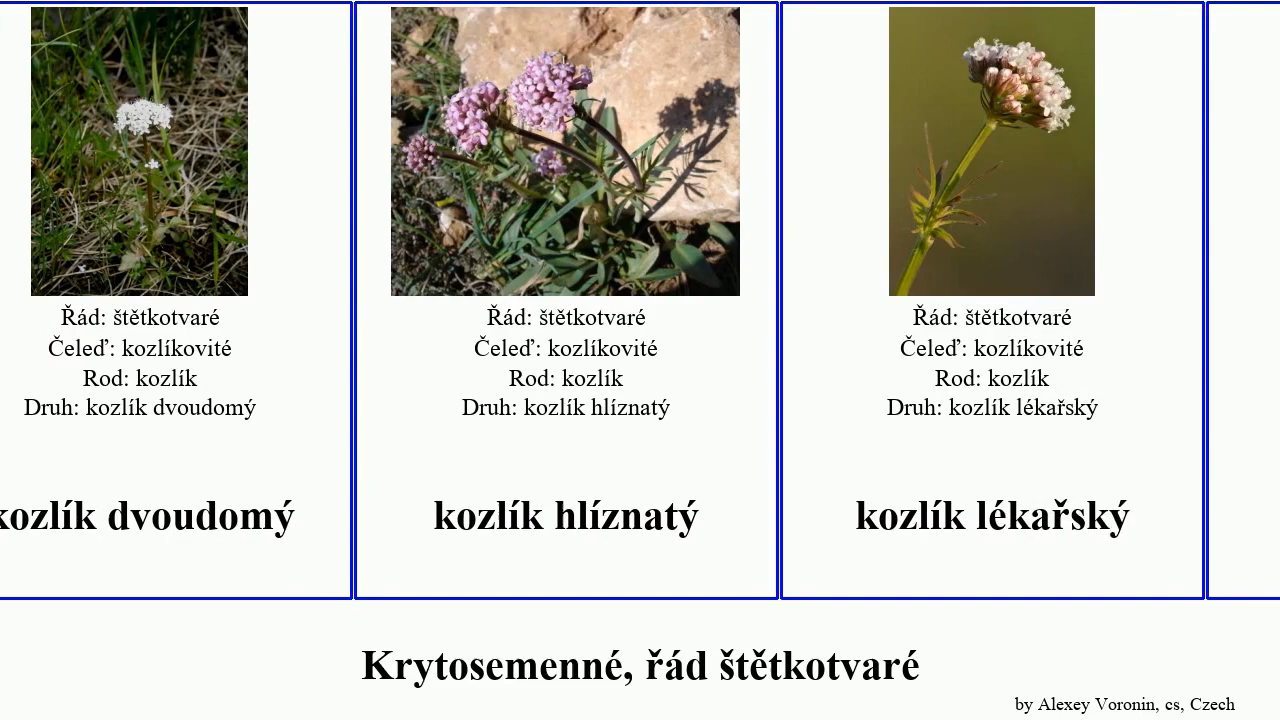 Řád: štětkotvaré
Čeleď: kozlíkovité
Rod: kozlík
Druh: kozlík dvoudomý
kozlík dvoudomý
Řád: štětkotvaré
Čeleď: kozlíkovité
Rod: kozlík
Druh: kozlík hlíznatý
kozlík hlíznatý
Řád: štětkotvaré
Čeleď: kozlíkovité
Rod: kozlík
Druh: kozlík lékařský
kozlík lékařský
Krytosemenné, řád štětkotvaré
by Alexey Voronin, cs, Czech